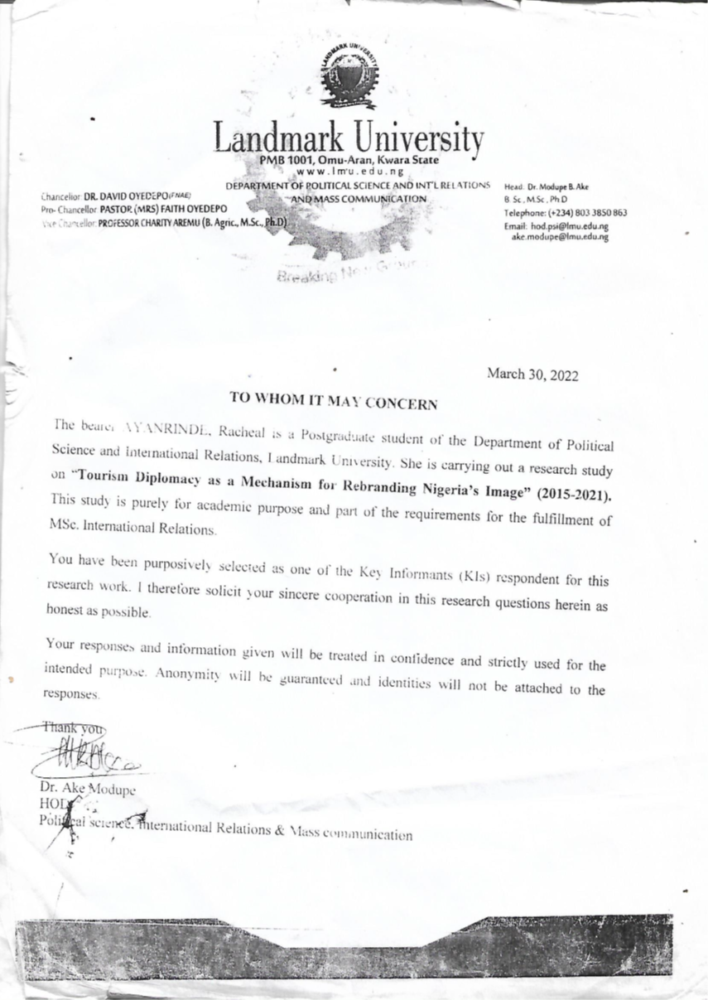 LANDMARK UNIVERSITY
Landmark University
PMB 1001, Omu-Aran, Kwara State
www.lmu.edu.ng
DEPARTMENT OF POLITICAL SCIENCE AND INT'L RELATIONS
AND MASS COMMUNICATION
Chancellor: DR. DAVID OYEDEPO (FNAE)
Pro- Chancellor: PASTOR (MRS) FAITH OYEDEPO
Vice Chancellor: PROFESSOR CHARITY AREMU (B. Agric., M.Sc., Ph.D)
Head: Dr. Modupe B. Ake
B. Sc, M.Sc, Ph D
Telephone: (+234) 803 3850 863
Email: hod.psi@lmu.edu.ng
ake.modupe@lmu.edu.ng
Breaking New
March 30, 2022
TO WHOM IT MAY CONCERN
The bearer AYANRINDE, Racheal is a Postgraduate student of the Department of Political
Science and International Relations, Landmark University. She is carrying out a research study
on “Tourism Diplomacy as a Mechanism for Rebranding Nigeria's Image” (2015-2021).
This study is purely for academic purpose and part of the requirements for the fulfillment of
MSc. International Relations.
You have been purposively selected as one of the Key Informants (KIs) respondent for this
research work. I therefore solicit your sincere cooperation in this research questions herein as
honest as possible.
Your responses and information given will be treated in confidence and strictly used for the
intended purpose. Anonymity will be guaranteed and identities will not be attached to the
responses.
Thank you
Dr. Ake Modupe
HOD
Political science, International Relations & Mass communication